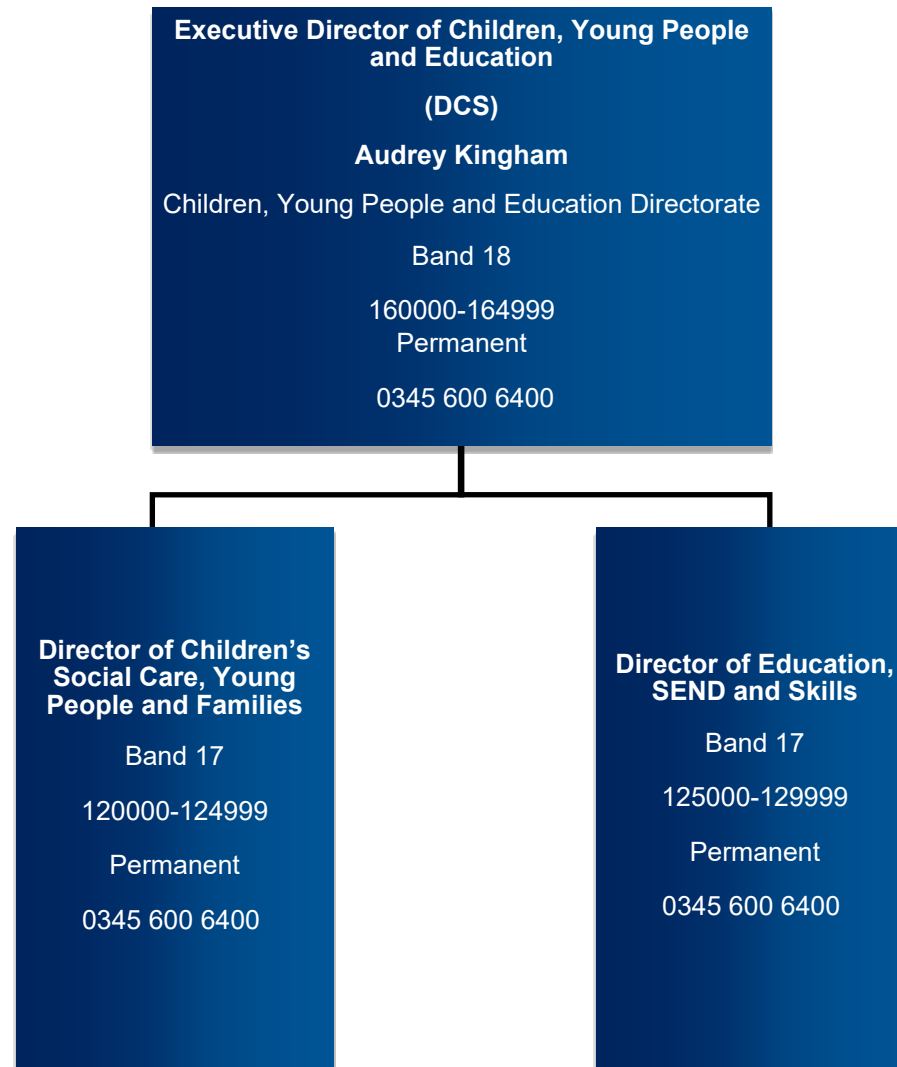 Executive Director of Children, Young People
and Education
(DCS)
Audrey Kingham
Children, Young People and Education Directorate
Band 18
160000-164999
Permanent
0345 600 6400
Director of Children’s
Social Care, Young
People and Families
Band 17
120000-124999
Permanent
0345 600 6400
Director of Education,
SEND and Skills
Band 17
125000-129999
Permanent
0345 600 6400